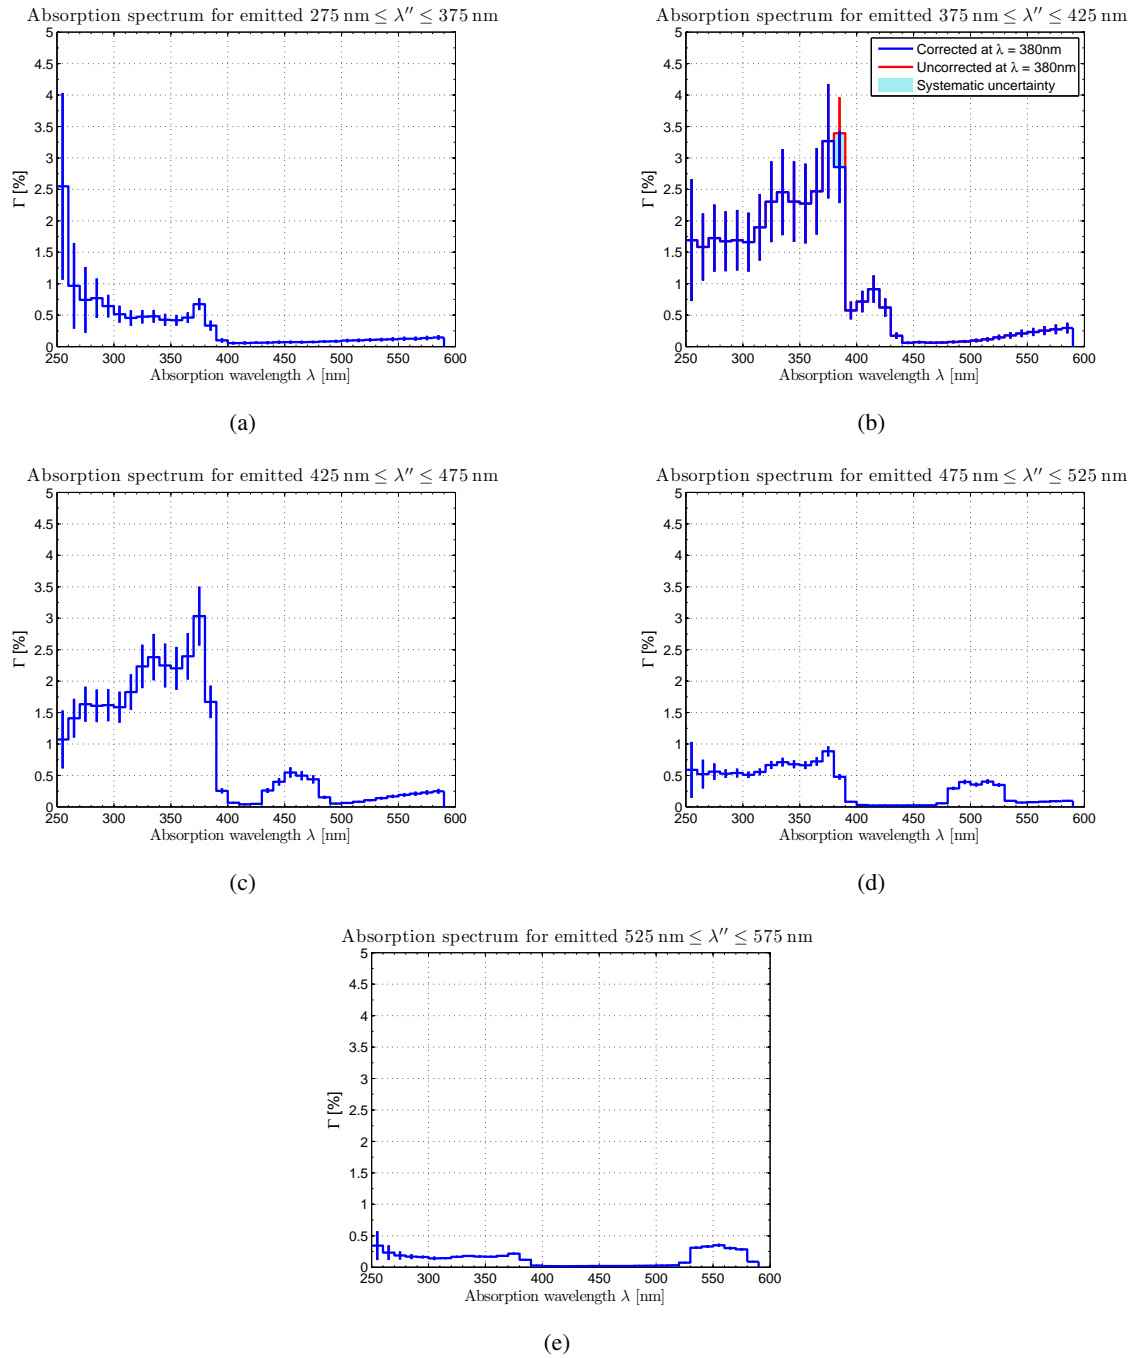 Absorption spectrum for emitted 275 nm ≤ λ″ ≤ 375 nm
5
4.5
4
3.5
3
2.5
2
1.5
1
0.5
0
Γ [%]
250 300 350 400 450 500 550 600
Absorption wavelength λ [nm]
(a)
Absorption spectrum for emitted 375 nm ≤ λ″ ≤ 425 nm
Corrected at λ = 380nm
Uncorrected at λ = 380nm
Systematic uncertainty
5
4.5
4
3.5
3
2.5
2
1.5
1
0.5
0
Γ [%]
250 300 350 400 450 500 550 600
Absorption wavelength λ [nm]
(b)
Absorption spectrum for emitted 425 nm ≤ λ″ ≤ 475 nm
5
4.5
4
3.5
3
2.5
2
1.5
1
0.5
0
Γ [%]
250 300 350 400 450 500 550 600
Absorption wavelength λ [nm]
(c)
Absorption spectrum for emitted 475 nm ≤ λ″ ≤ 525 nm
5
4.5
4
3.5
3
2.5
2
1.5
1
0.5
0
Γ [%]
250 300 350 400 450 500 550 600
Absorption wavelength λ [nm]
(d)
Absorption spectrum for emitted 525 nm ≤ λ″ ≤ 575 nm
5
4.5
4
3.5
3
2.5
2
1.5
1
0.5
0
Γ [%]
250 300 350 400 450 500 550 600
Absorption wavelength λ [nm]
(e)